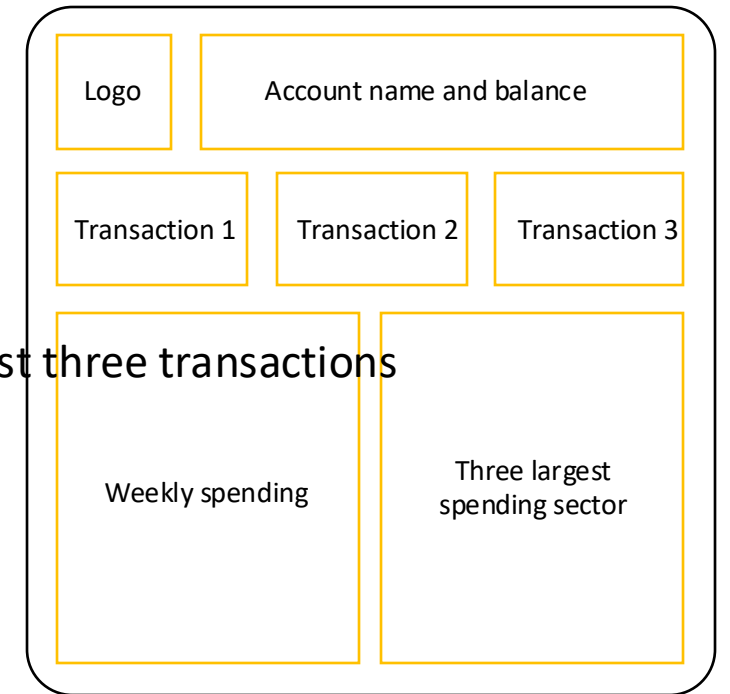 Logo
Account name and balance
Transaction 1
Transaction 2
Transaction 3
three transactions
Weekly spending
Three largest
spending sector